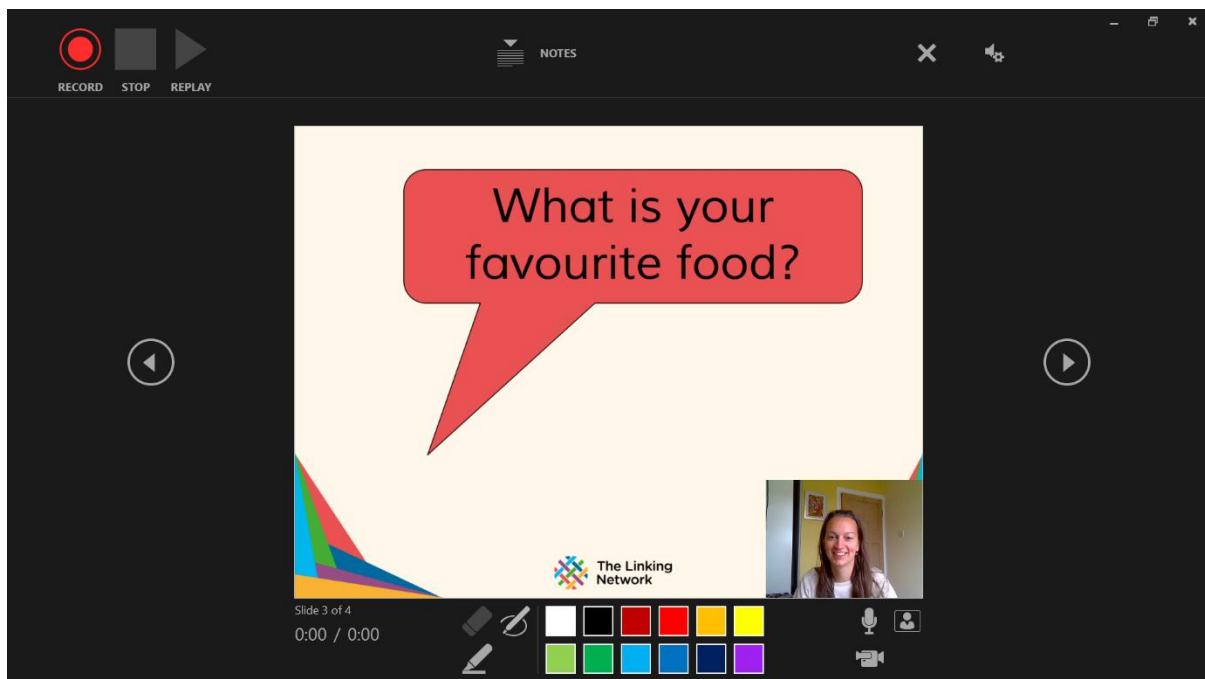 NOTES
RECORD STOP REPLAY
What is your
favourite food?
The Linking
Network
Slide 3 of 4
0:00 / 0:00